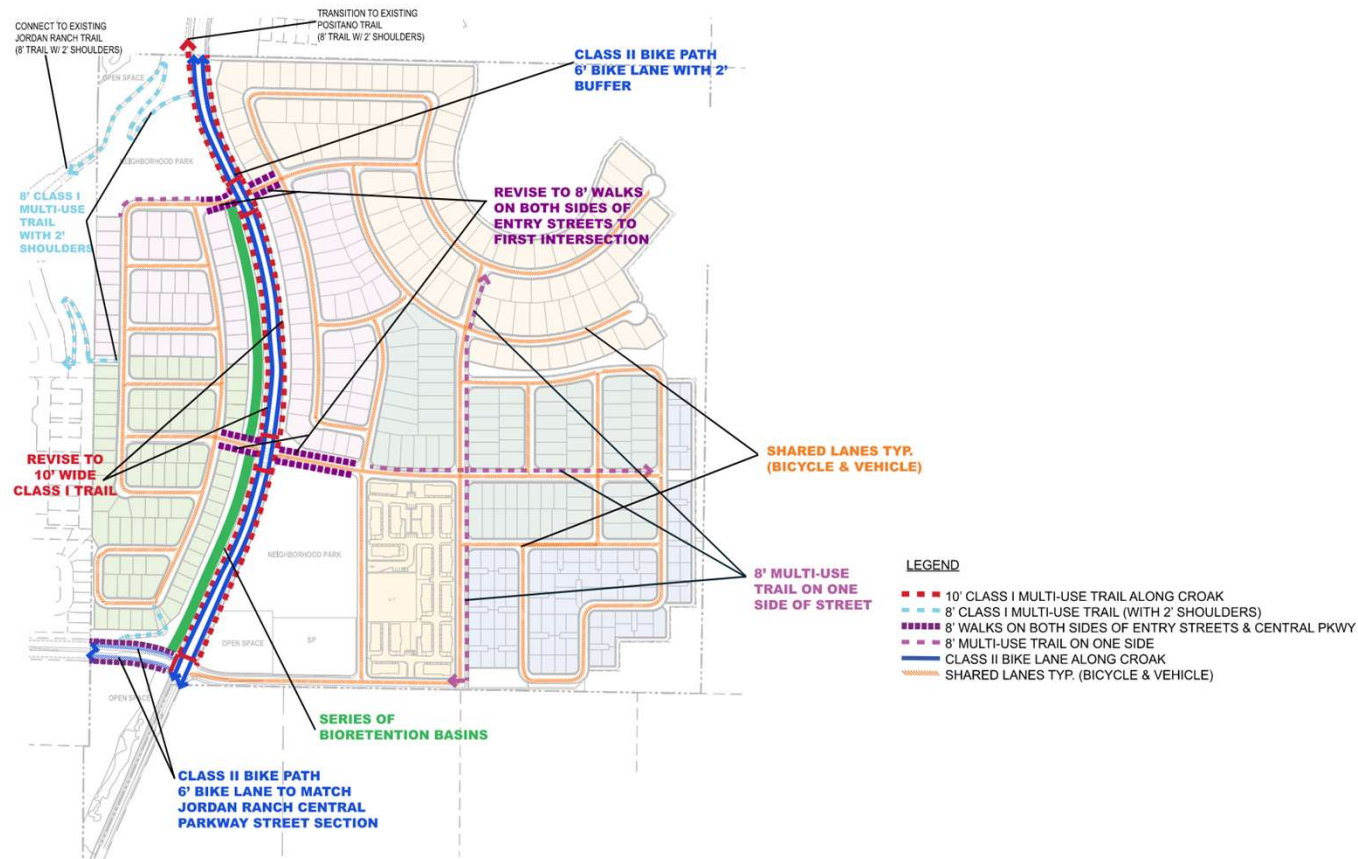 CONNECT TO EXISTING
JORDAN RANCH TRAIL
(8' TRAIL W/ 2' SHOULDERS)
TRANSITION TO EXISTING
POSITANO TRAIL
(8' TRAIL W/ 2' SHOULDERS)
CLASS II BIKE PATH
6' BIKE LANE WITH 2'
BUFFER
OPEN SPACE
NEIGHBORHOOD PARK
8' CLASS I
MULTI-USE
TRAIL
WITH 2'
SHOULDERS
REVISE TO 8' WALKS
ON BOTH SIDES OF
ENTRY STREETS TO
FIRST INTERSECTION
REVISE TO
10' WIDE
CLASS I TRAIL
SHARED LANES TYP.
(BICYCLE & VEHICLE)
NEIGHBORHOOD PARK
8' MULTI-USE
TRAIL ON ONE
SIDE OF STREET
OPEN SPACE
SP
OPEN SPACE
SERIES OF
BIORETENTION BASINS
CLASS II BIKE PATH
6' BIKE LANE TO MATCH
JORDAN RANCH CENTRAL
PARKWAY STREET SECTION
LEGEND
10' CLASS I MULTI-USE TRAIL ALONG CROAK
8' CLASS I MULTI-USE TRAIL (WITH 2' SHOULDERS)
8' WALKS ON BOTH SIDES OF ENTRY STREETS & CENTRAL PKWY
8' MULTI-USE TRAIL ON ONE SIDE
CLASS II BIKE LANE ALONG CROAK
SHARED LANES TYP. (BICYCLE & VEHICLE)